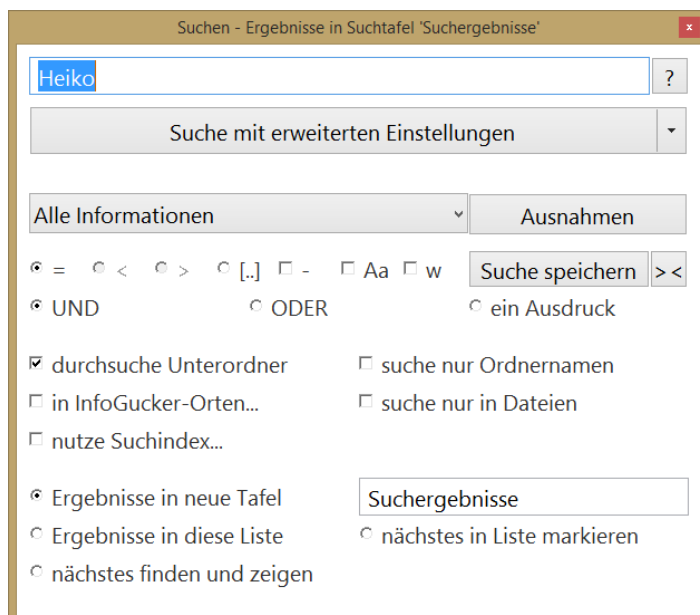 Suchen - Ergebnisse in Suchtafel 'Suchergebnisse' x
Heiko ?
Suche mit erweiterten Einstellungen
Alle Informationen Ausnahmen
= < > [..] - Aa w Suche speichern > <
UND ODER ein Ausdruck
durchsuche Unterordner suche nur Ordnernamen
in InfoGucker-Orten... suche nur in Dateien
nutze Suchindex...
Ergebnisse in neue Tafel Suchergebnisse
Ergebnisse in diese Liste nächstes in Liste markieren
nächstes finden und zeigen